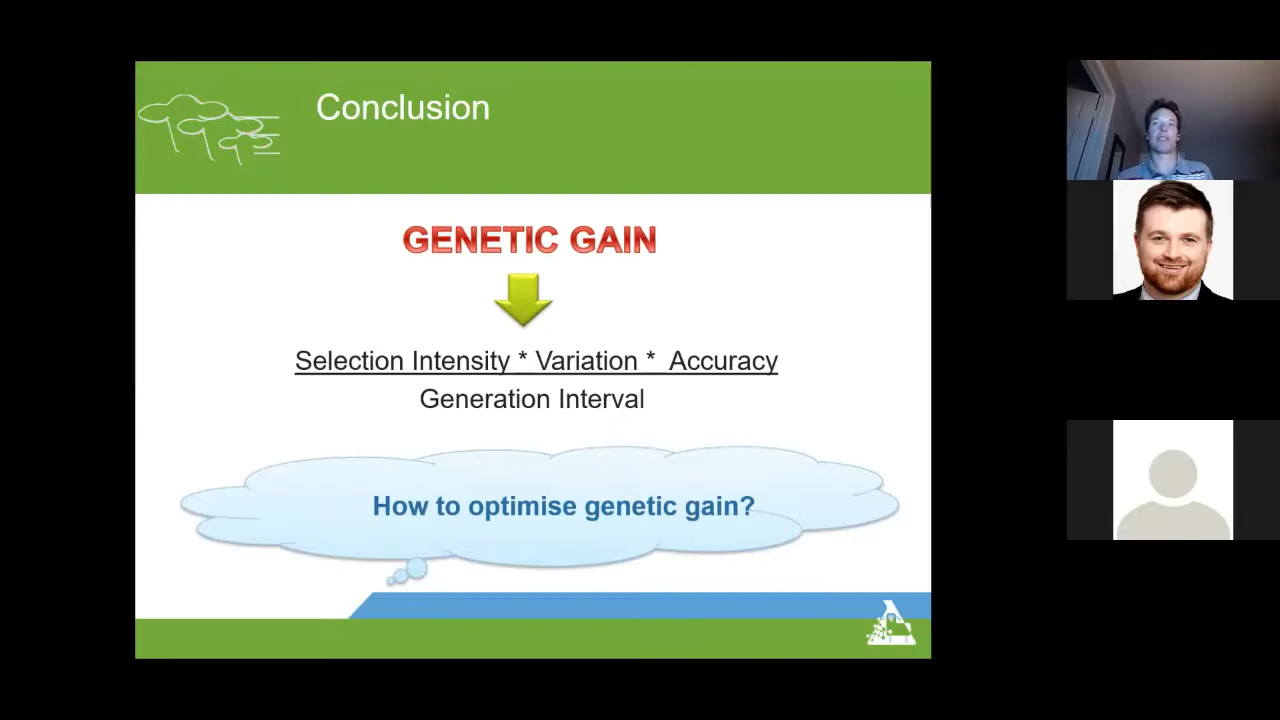 Conclusion
GENETIC GAIN
Selection Intensity * Variation * Accuracy
Generation Interval
How to optimise genetic gain?